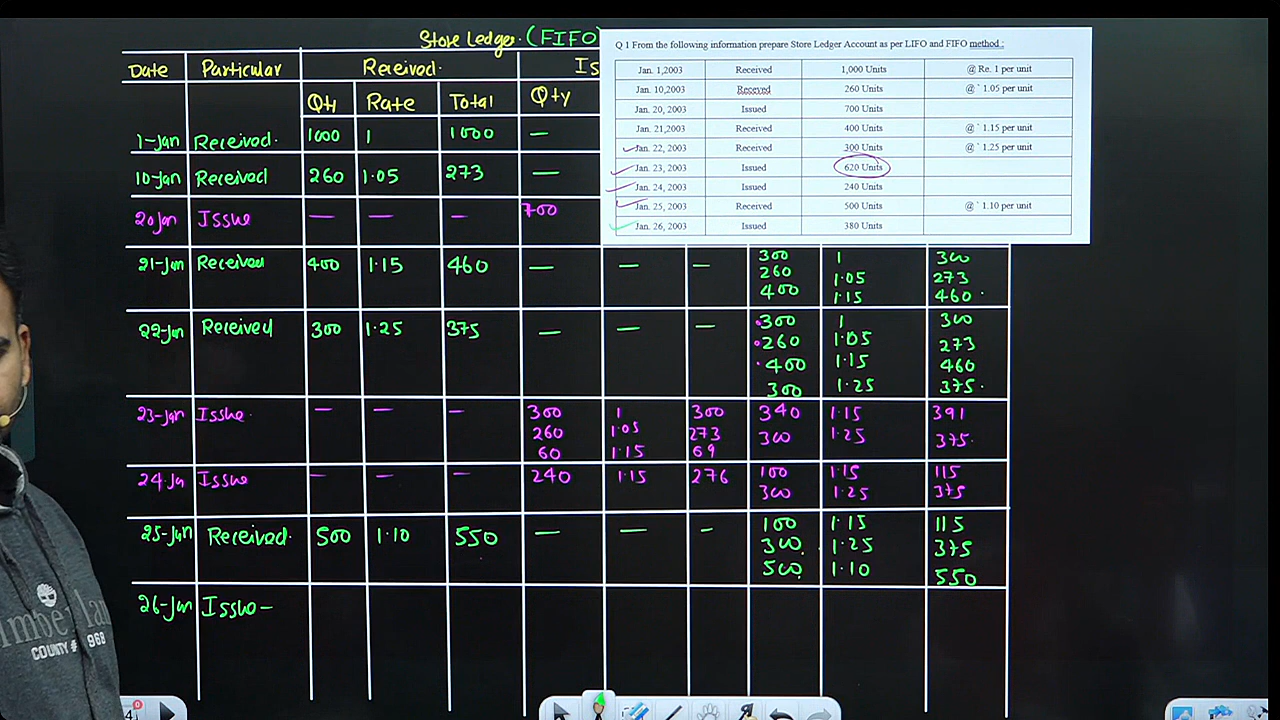 Store Ledger. (FIFO)
Q 1 From the following information prepare Store Ledger Account as per LIFO and FIFO method :
Jan. 1,2003 Received 1,000 Units @ Re. 1 per unit
Jan. 10,2003 Receved 260 Units @ ` 1.05 per unit
Jan. 20, 2003 Issued 700 Units
Jan. 21,2003 Received 400 Units @ ` 1.15 per unit
Jan. 22, 2003 Received 300 Units @ ` 1.25 per unit
Jan. 23, 2003 Issued 620 Units
Jan. 24, 2003 Issued 240 Units
Jan. 25, 2003 Received 500 Units @ ` 1.10 per unit
Jan. 26, 2003 Issued 380 Units
Date Particular Received. Is
Qty Rate Total Qty
1-Jan Received. 1000 1 1000 —
10-Jan Received 260 1.05 273 —
20Jan Issue — — - 700
21-Jan Received 400 1.15 460 — — — 300 1 300
260 1.05 273
400 1.15 460
22-Jan Received 300 1.25 375 — — — 300 1 300
260 1.05 273
400 1.15 460
300 1.25 375
23-Jan Issue. — — - 300 1 300 340 1.15 391
260 1.05 273 300 1.25 375
60 1.15 69
24-Ja Issue - - - 240 1.15 276 100 1.15 115
300 1.25 375
25-Jan Received. 500 1.10 550 — — - 100 1.15 115
300 1.25 375
500 1.10 550
26-Jan Issue -
imberlan
COUNTY # 968